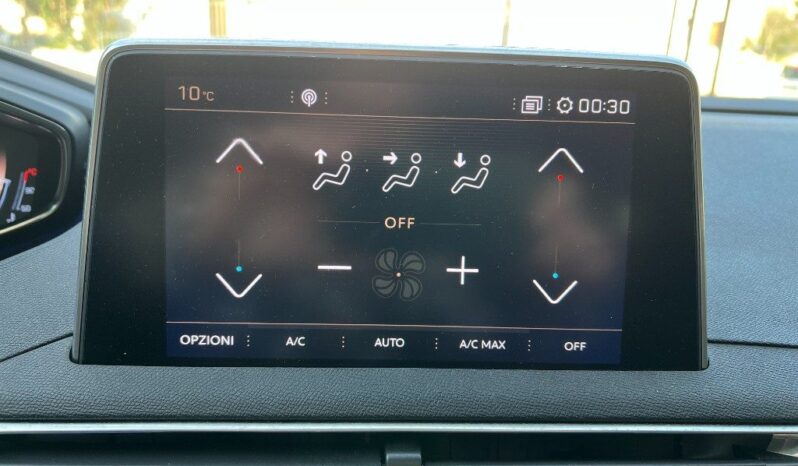 10°C 00:30
OFF
OPZIONI A/C AUTO A/C MAX OFF